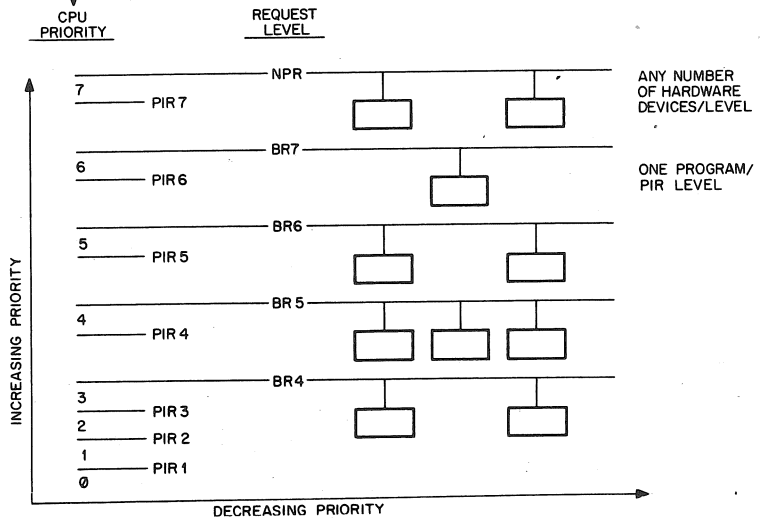 CPU
PRIORITY
REQUEST
LEVEL
NPR
7
PIR 7
ANY NUMBER
OF HARDWARE
DEVICES/LEVEL
BR7
6
PIR 6
ONE PROGRAM/
PIR LEVEL
BR6
5
PIR 5
BR 5
4
PIR 4
BR4
3
PIR 3
2
PIR 2
1
PIR 1
Ø
INCREASING PRIORITY
DECREASING PRIORITY